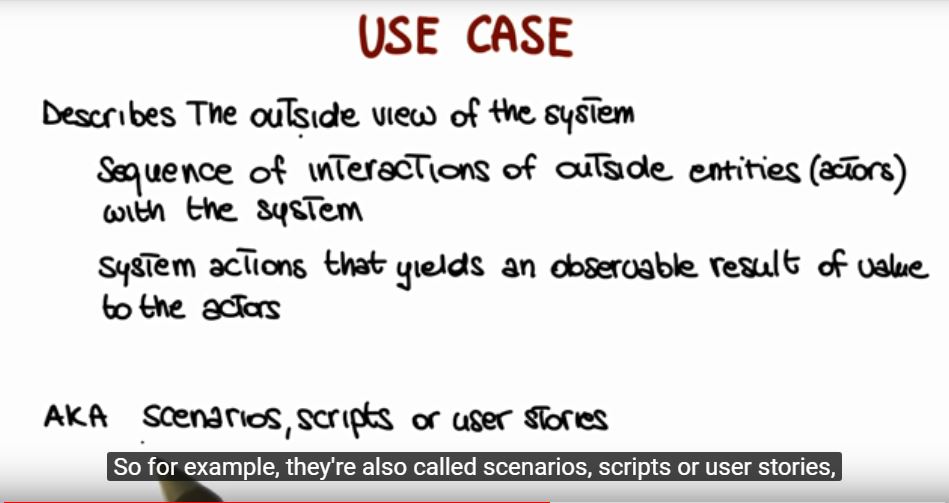 USE CASE
Describes The outside view of the system
Sequence of interactions of outside entities (actors)
with the system
System actions that yields an observable result of value
to the actors
AKA scenarios, scripts or user stories
So for example, they're also called scenarios, scripts or user stories,